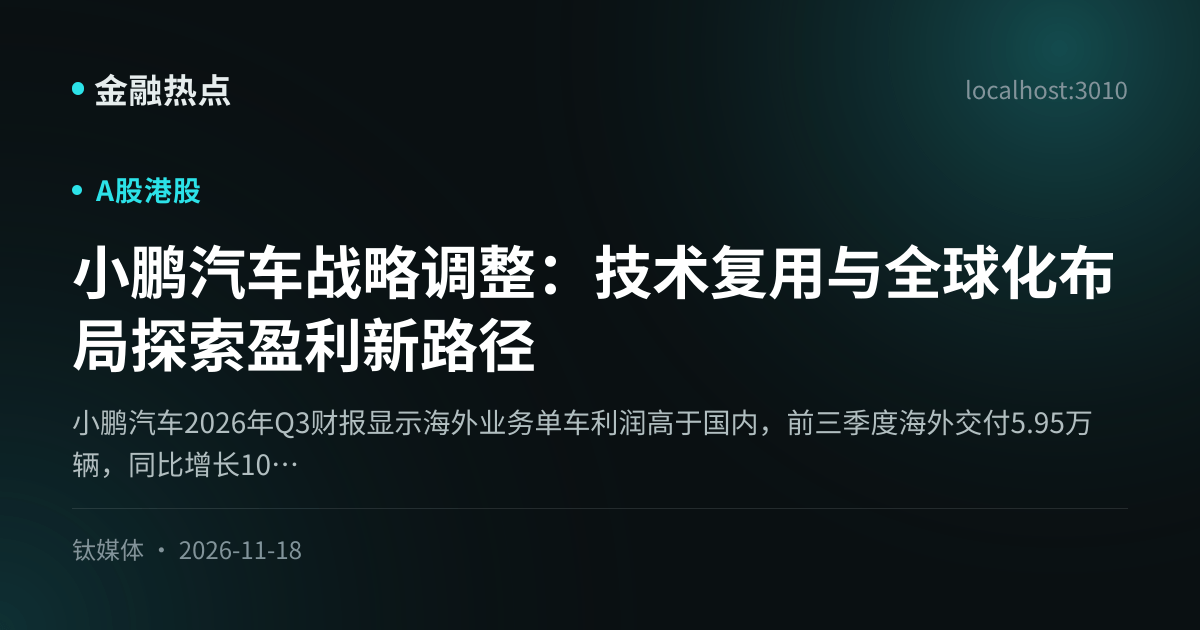 金融热点
localhost:3010
A股港股
小鹏汽车战略调整：技术复用与全球化布
局探索盈利新路径
小鹏汽车2026年Q3财报显示海外业务单车利润高于国内，前三季度海外交付5.95万
辆，同比增长10…
钛媒体 · 2026-11-18